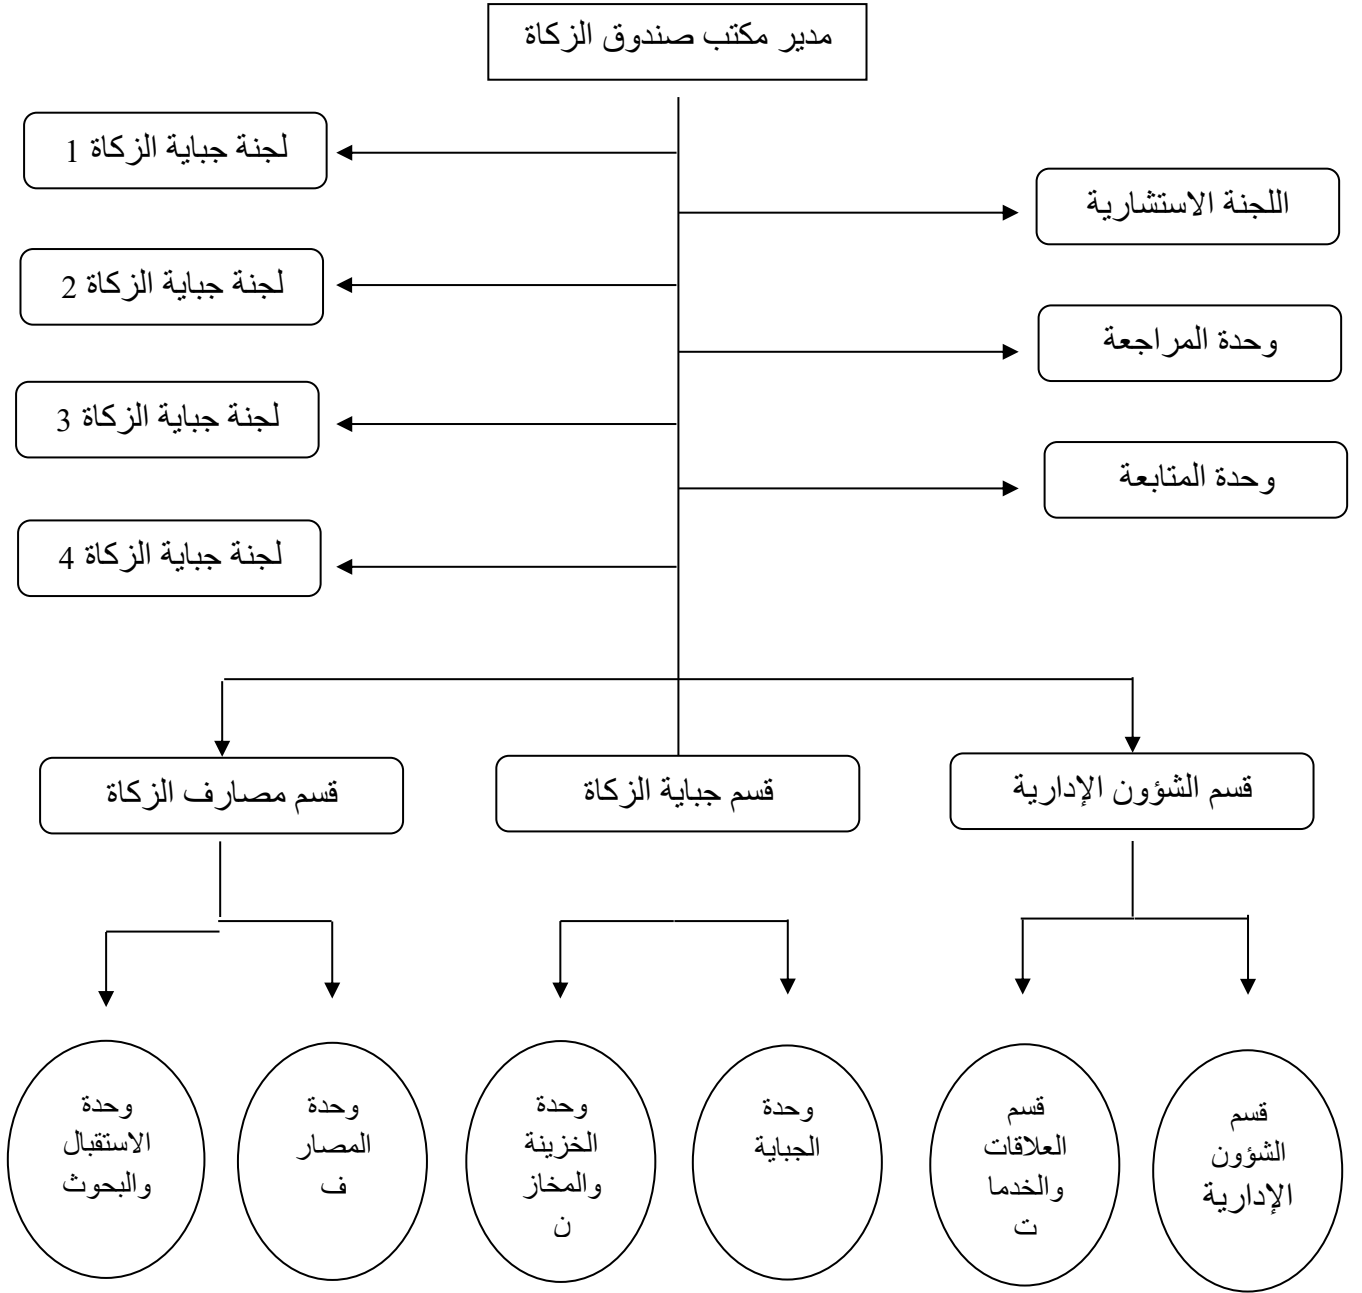 مدير مكتب صندوق الزكاة
لجنة جباية الزكاة 1
اللجنة الاستشارية
لجنة جباية الزكاة 2
وحدة المراجعة
لجنة جباية الزكاة 3
وحدة المتابعة
لجنة جباية الزكاة 4
قسم الشؤون الإدارية
قسم جباية الزكاة
قسم مصارف الزكاة
قسم
الشؤون
الإدارية
قسم
العلاقات
والخدما
ت
وحدة
الجباية
وحدة
الخزينة
والمخاز
ن
وحدة
المصار
ف
وحدة
الاستقبال
والبحوث